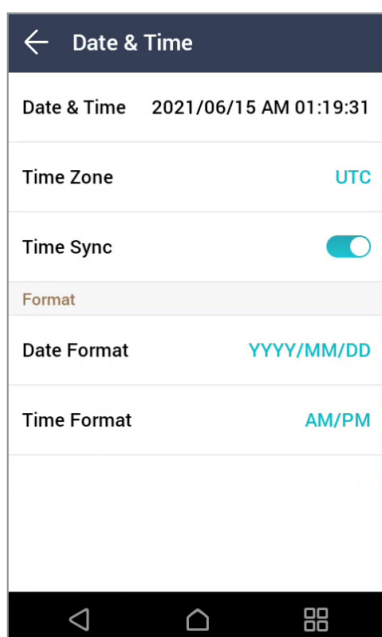 Date & Time
Date & Time 2021/06/15 AM 01:19:31
Time Zone UTC
Time Sync
Format
Date Format YYYY/MM/DD
Time Format AM/PM